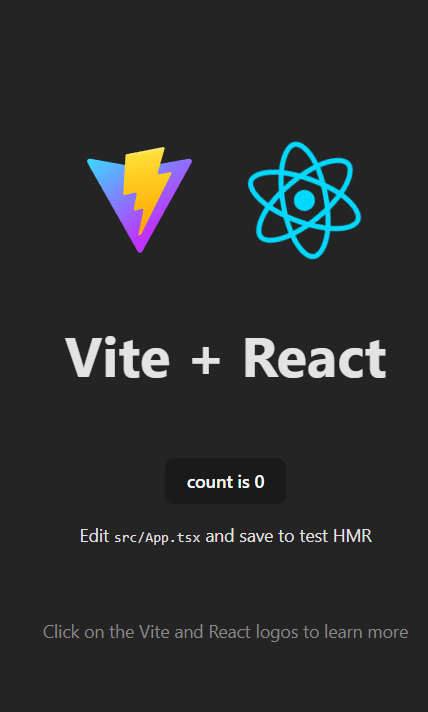 Vite + React
count is 0
Edit src/App.tsx and save to test HMR
Click on the Vite and React logos to learn more